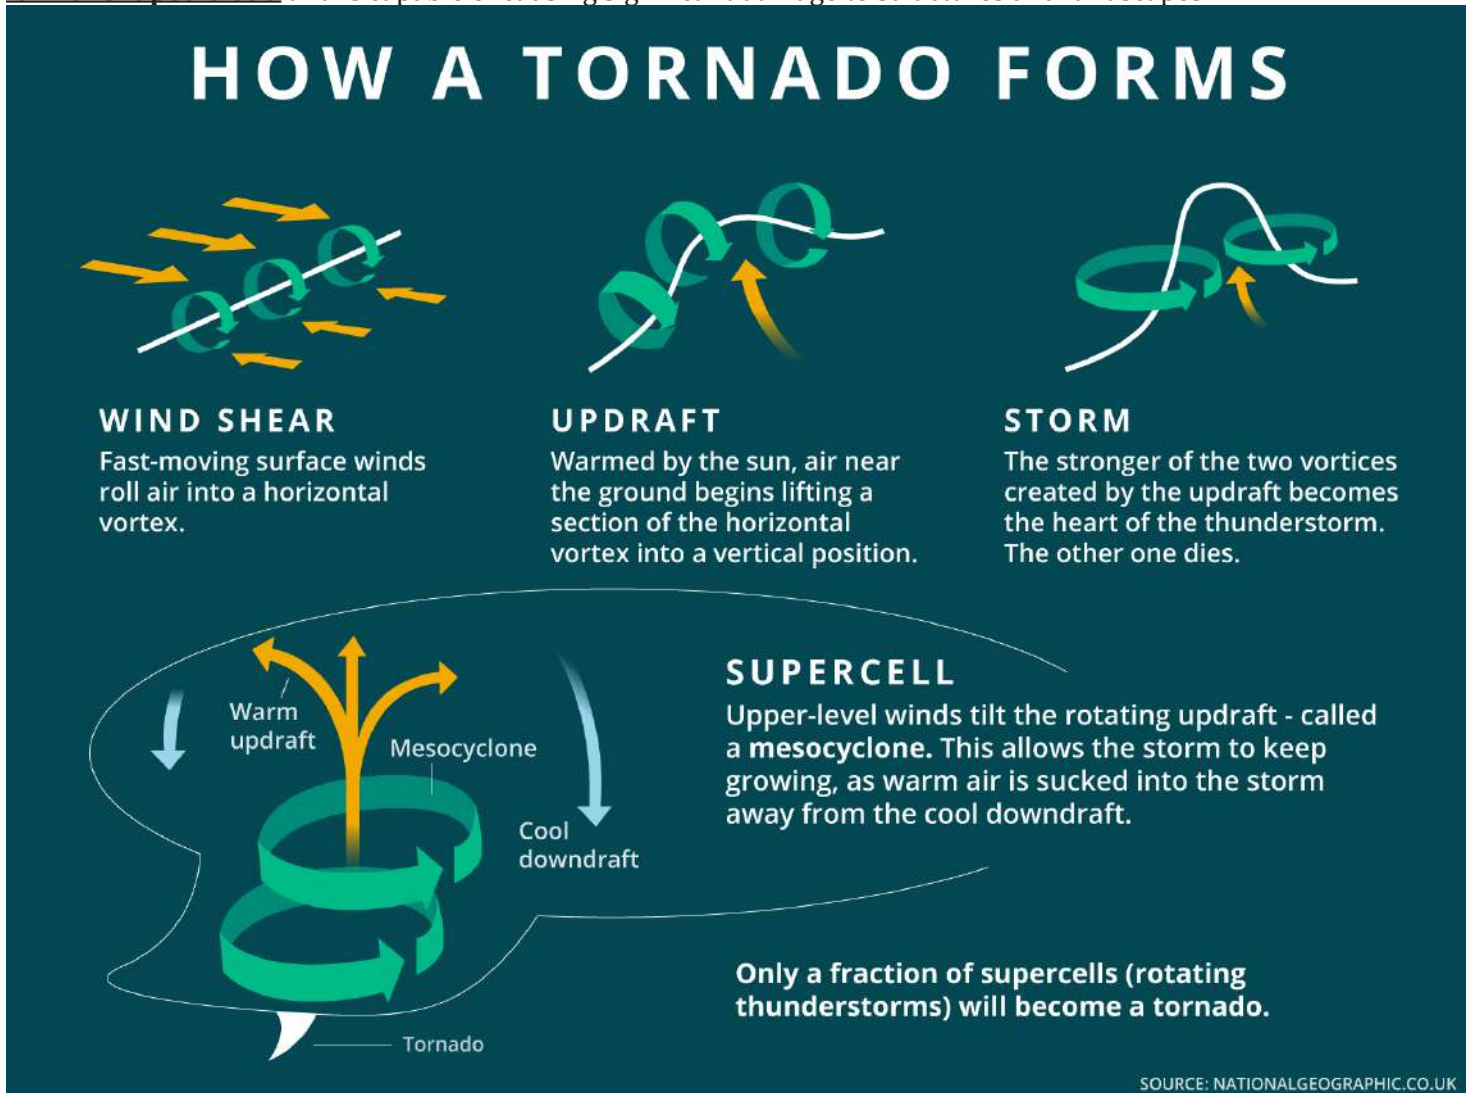 HOW A TORNADO FORMS
WIND SHEAR
Fast-moving surface winds
roll air into a horizontal
vortex.
UPDRAFT
Warmed by the sun, air near
the ground begins lifting a
section of the horizontal
vortex into a vertical position.
STORM
The stronger of the two vortices
created by the updraft becomes
the heart of the thunderstorm.
The other one dies.
Warm
updraft
Mesocyclone
Cool
downdraft
Tornado
SUPERCELL
Upper-level winds tilt the rotating updraft - called
a mesocyclone. This allows the storm to keep
growing, as warm air is sucked into the storm
away from the cool downdraft.
Only a fraction of supercells (rotating
thunderstorms) will become a tornado.
SOURCE: NATIONALGEOGRAPHIC.CO.UK